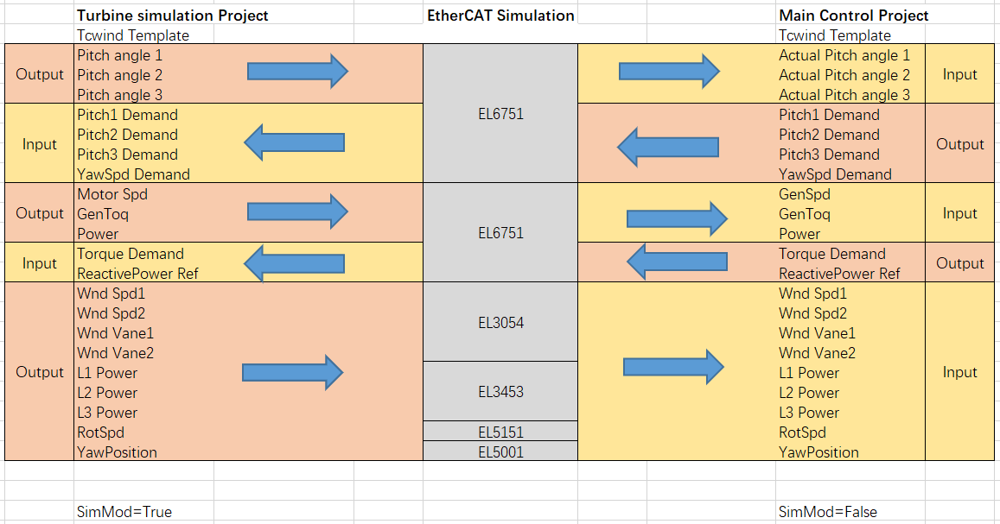 Turbine simulation Project EtherCAT Simulation Main Control Project
Tcwind Template Tcwind Template
Pitch angle 1 Actual Pitch angle 1
Output Pitch angle 2 Actual Pitch angle 2 Input
Pitch angle 3 Actual Pitch angle 3
EL6751
Pitch1 Demand Pitch1 Demand
Pitch2 Demand Pitch2 Demand
Input Output
Pitch3 Demand Pitch3 Demand
YawSpd Demand YawSpd Demand
Motor Spd GenSpd
Output GenToq GenToq Input
Power EL6751 Power
Torque Demand Torque Demand
Input Output
ReactivePower Ref ReactivePower Ref
Wnd Spd1 Wnd Spd1
Wnd Spd2 Wnd Spd2
EL3054
Wnd Vane1 Wnd Vane1
Wnd Vane2 Wnd Vane2
Output L1 Power L1 Power Input
L2 Power EL3453 L2 Power
L3 Power L3 Power
RotSpd EL5151 RotSpd
YawPosition EL5001 YawPosition
SimMod=True SimMod=False